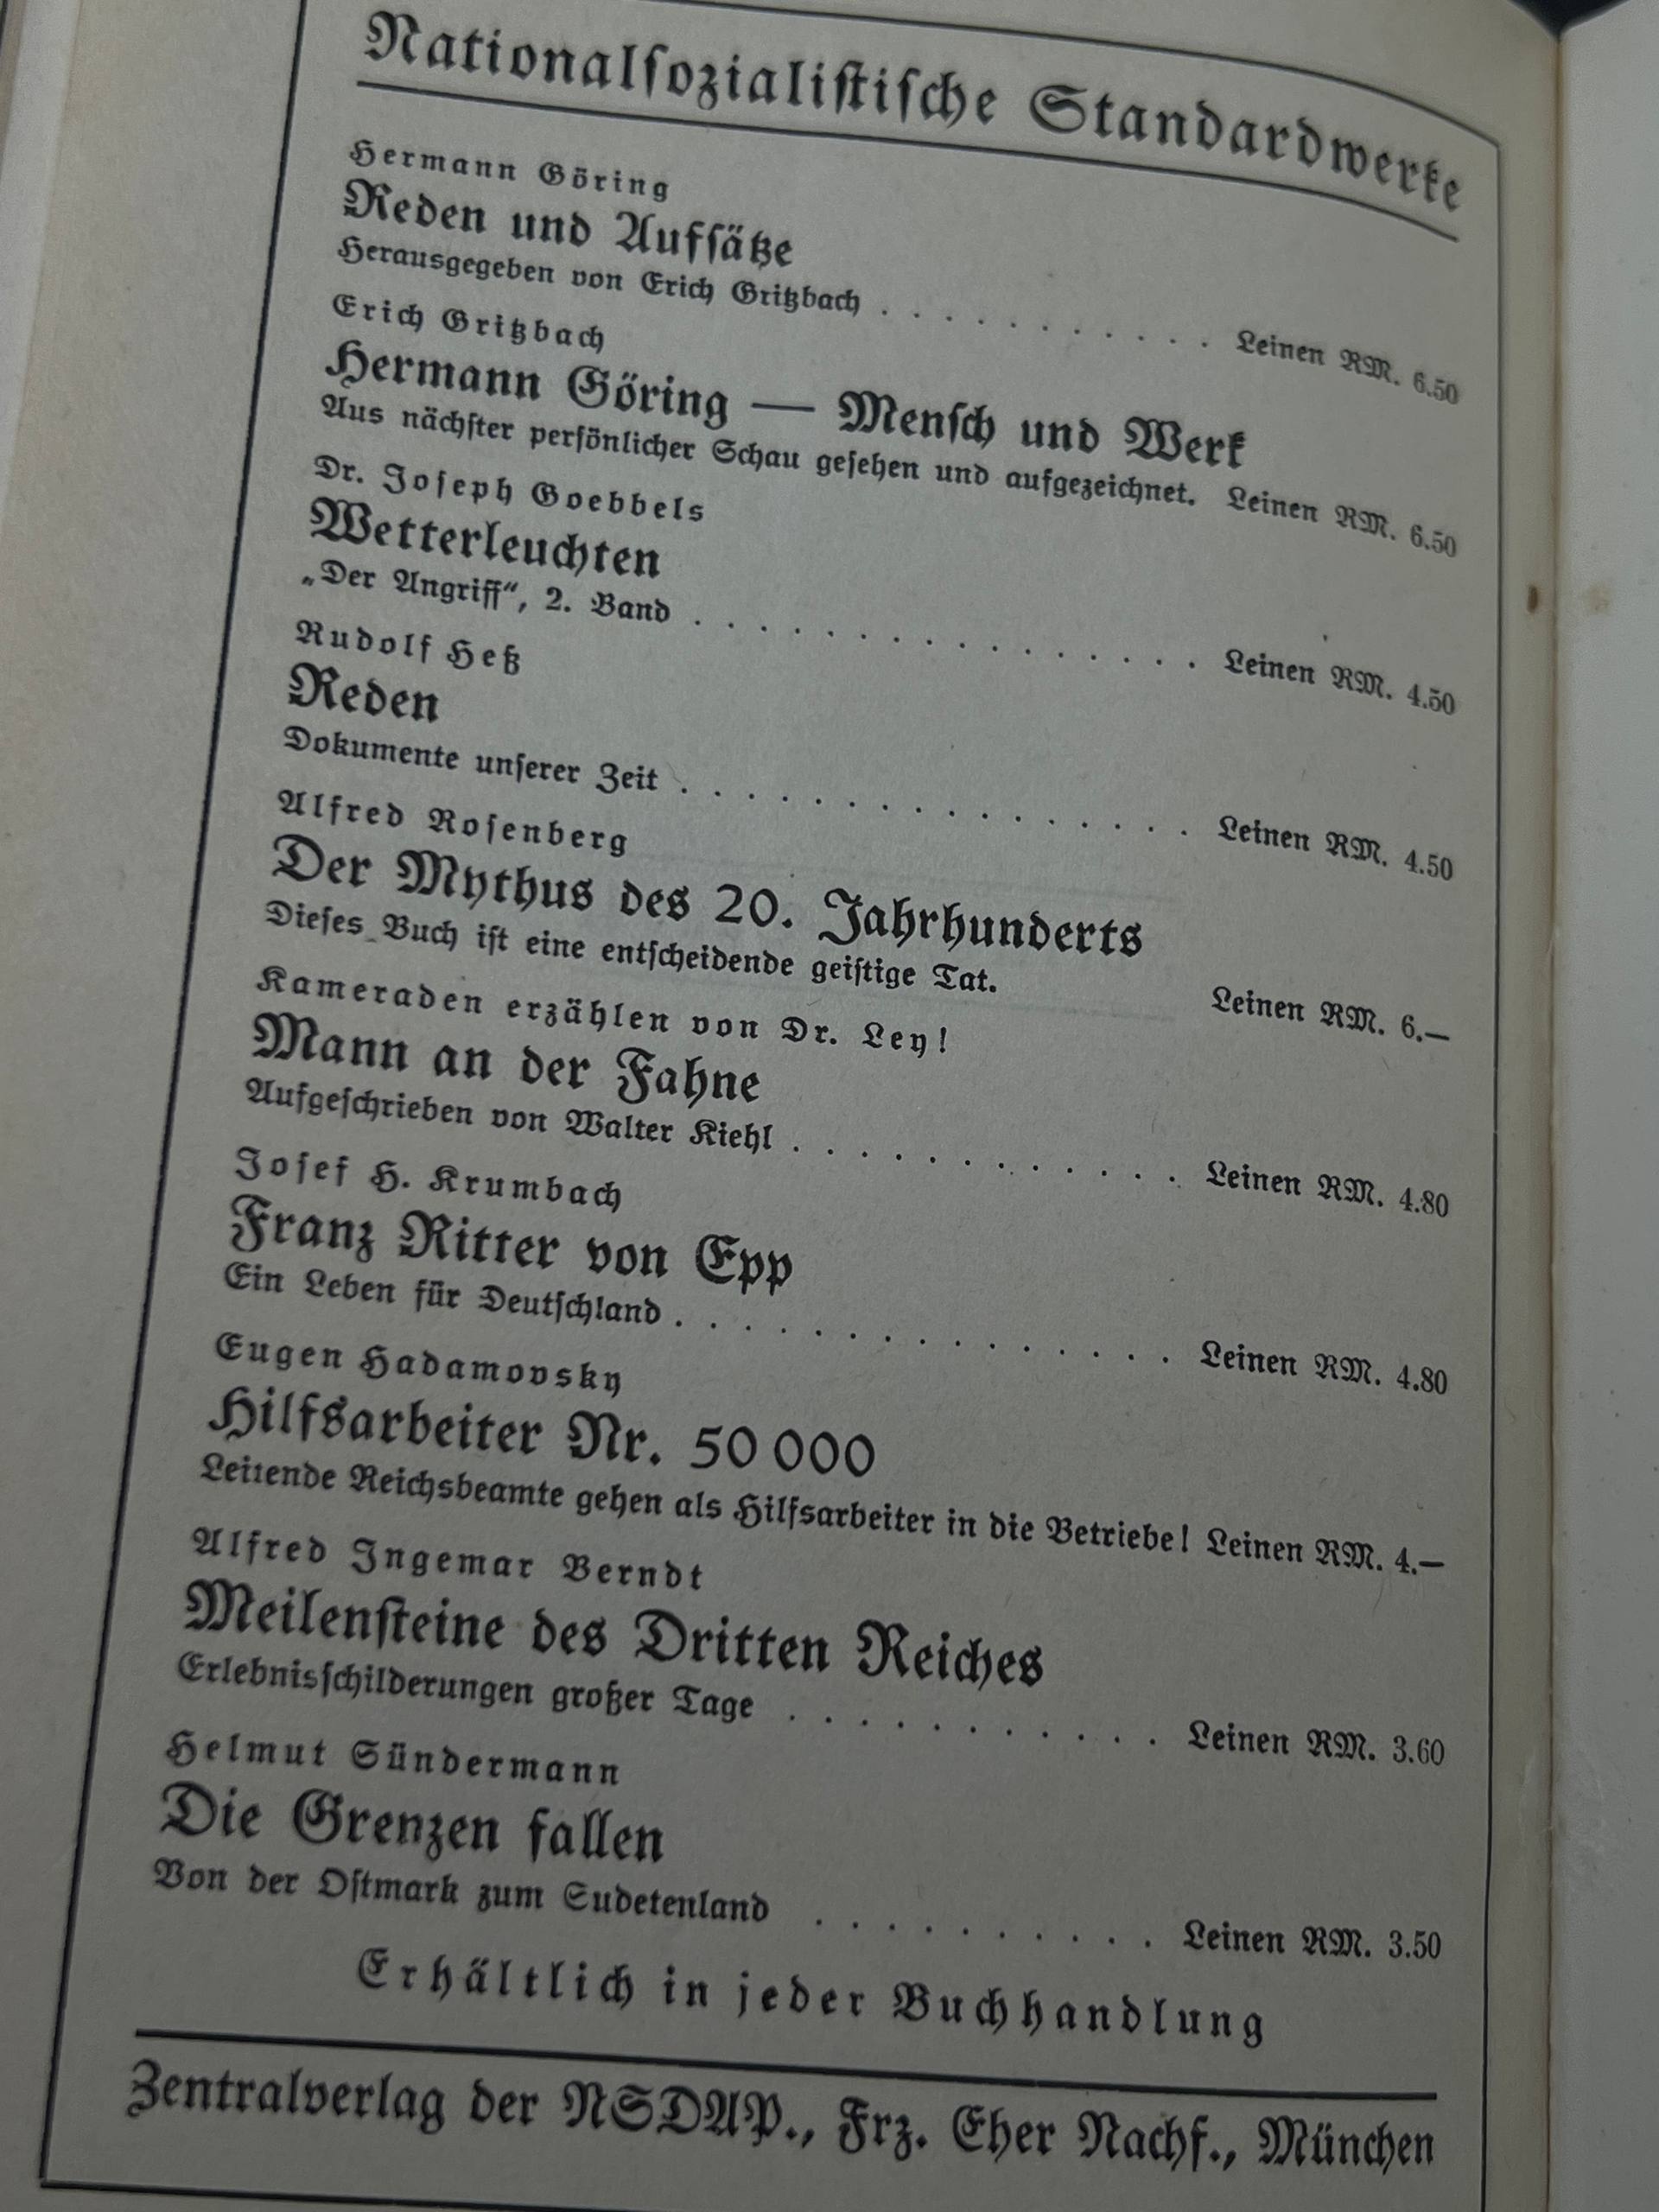 Nationalsozialistische Standardwerke
Hermann Göring
Reden und Aufsätze
Herausgegeben von Erich Gritzbach . . . . . . . . . . . Leinen RM. 6.50
Erich Gritzbach
Hermann Göring — Mensch und Werk
Aus nächster persönlicher Schau gesehen und aufgezeichnet. Leinen RM. 6.50
Dr. Joseph Goebbels
Wetterleuchten
„Der Angriff“, 2. Band . . . . . . . . . . . . . . . . Leinen RM. 4.50
Rudolf Heß
Reden
Dokumente unserer Zeit . . . . . . . . . . . . . . . . Leinen RM. 4.50
Alfred Rosenberg
Der Mythus des 20. Jahrhunderts
Dieses Buch ist eine entscheidende geistige Tat. Leinen RM. 6.—
Kameraden erzählen von Dr. Ley!
Mann an der Fahne
Aufgeschrieben von Walter Kiehl . . . . . . . . . . . . Leinen RM. 4.80
Josef H. Krumbach
Franz Ritter von Epp
Ein Leben für Deutschland . . . . . . . . . . . . . . . Leinen RM. 4.80
Eugen Hadamovsky
Hilfsarbeiter Nr. 50 000
Leitende Reichsbeamte gehen als Hilfsarbeiter in die Betriebe! Leinen RM. 4.—
Alfred Ingemar Berndt
Meilensteine des Dritten Reiches
Erlebnisschilderungen großer Tage . . . . . . . . . . . Leinen RM. 3.60
Helmut Sündermann
Die Grenzen fallen
Von der Ostmark zum Sudetenland . . . . . . . . . . Leinen RM. 3.50
Erhältlich in jeder Buchhandlung
Zentralverlag der NSDAP., Frz. Eher Nachf., München